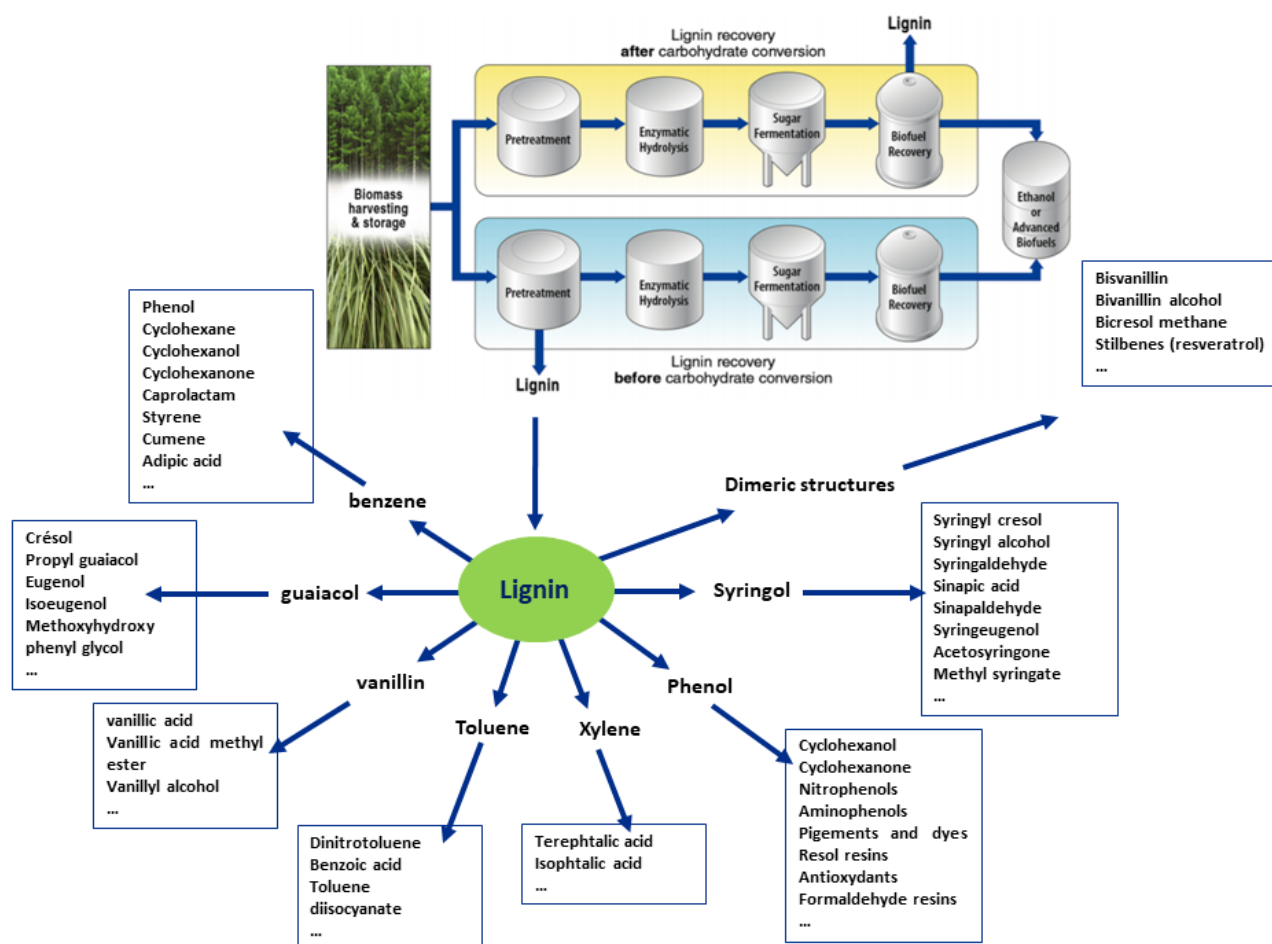 Lignin recovery
after carbohydrate conversion
Lignin
Pretreatment
Enzymatic
Hydrolysis
Sugar
Fermentation
Biofuel
Recovery
Biomass
harvesting
& storage
Ethanol
or
Advanced
Biofuels
Pretreatment
Enzymatic
Hydrolysis
Sugar
Fermentation
Biofuel
Recovery
Lignin recovery
before carbohydrate conversion
Lignin
Bisvanillin
Bivanillin alcohol
Bicresol methane
Stilbenes (resveratrol)
...
Phenol
Cyclohexane
Cyclohexanol
Cyclohexanone
Caprolactam
Styrene
Cumene
Adipic acid
...
benzene
Dimeric structures
Crésol
Propyl guaiacol
Eugenol
Isoeugenol
Methoxyhydroxy
phenyl glycol
...
guaiacol
Lignin
Syringol
Syringyl cresol
Syringyl alcohol
Syringaldehyde
Sinapic acid
Sinapaldehyde
Syringeugenol
Acetosyringone
Methyl syringate
...
vanillin
Phenol
Toluene
Xylene
vanillic acid
Vanillic acid methyl
ester
Vanillyl alcohol
...
Dinitrotoluene
Benzoic acid
Toluene
diisocyanate
...
Terephtalic acid
Isophtalic acid
...
Cyclohexanol
Cyclohexanone
Nitrophenols
Aminophenols
Pigements and dyes
Resol resins
Antioxydants
Formaldehyde resins
...